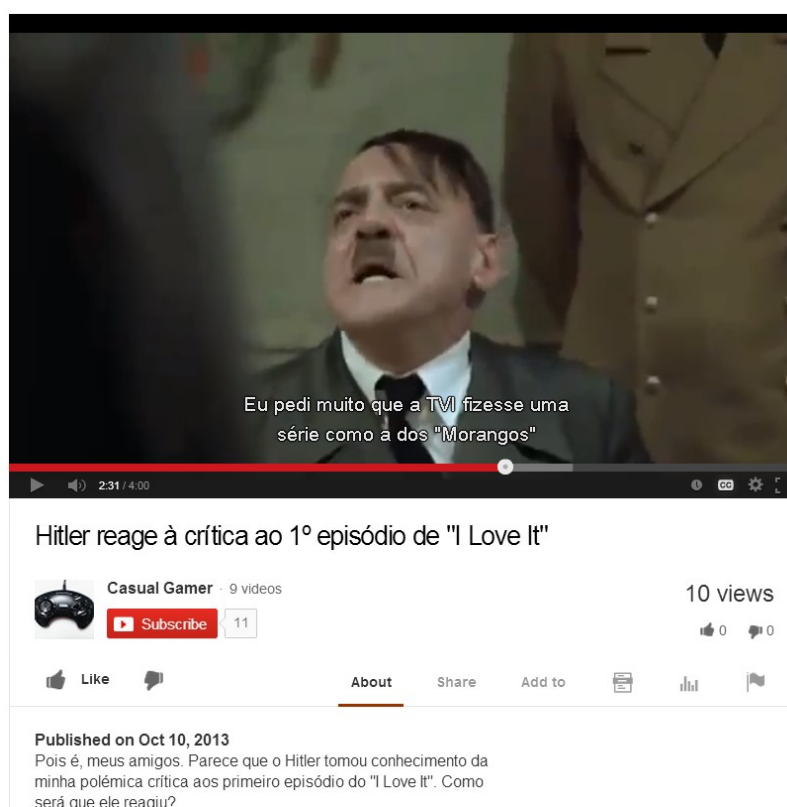 Eu pedi muito que a TVI fizesse uma
série como a dos "Morangos"
2:31 / 4:00
CC
Hitler reage à crítica ao 1º episódio de "I Love It"
Casual Gamer · 9 videos
Subscribe 11
10 views
0 0
Like
About Share Add to
Published on Oct 10, 2013
Pois é, meus amigos. Parece que o Hitler tomou conhecimento da
minha polémica crítica aos primeiro episódio do "I Love It". Como
será que ele reagiu?